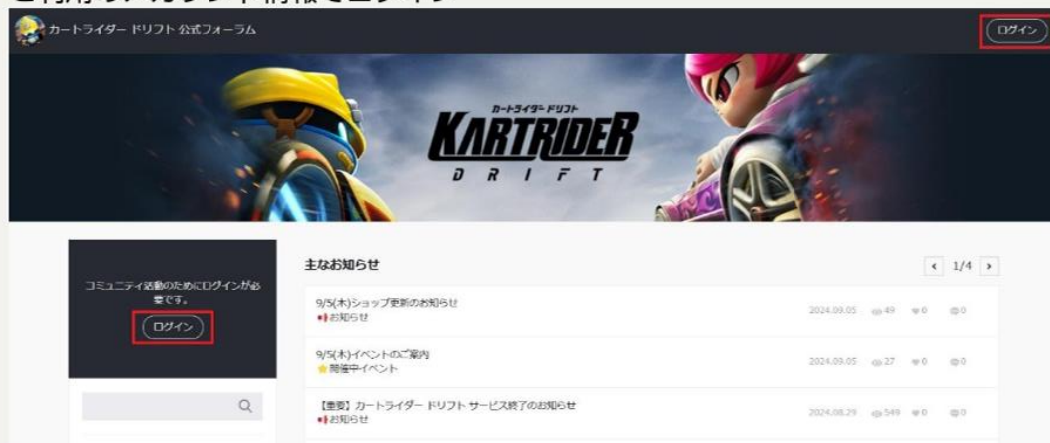 カートライダー ドリフト 公式フォーラム
ログイン
カートライダー ドリフト
KARTRIDER
DRIFT
コミュニティ活動のためにログインが必
要です。
ログイン
主なお知らせ
1/4
9/5(木)ショップ更新のお知らせ
お知らせ
2024.09.05 49 0 0
9/5(木)イベントのご案内
開催中イベント
2024.09.05 27 0 0
【重要】カートライダー ドリフト サービス終了のお知らせ
お知らせ
2024.08.29 549 0 0